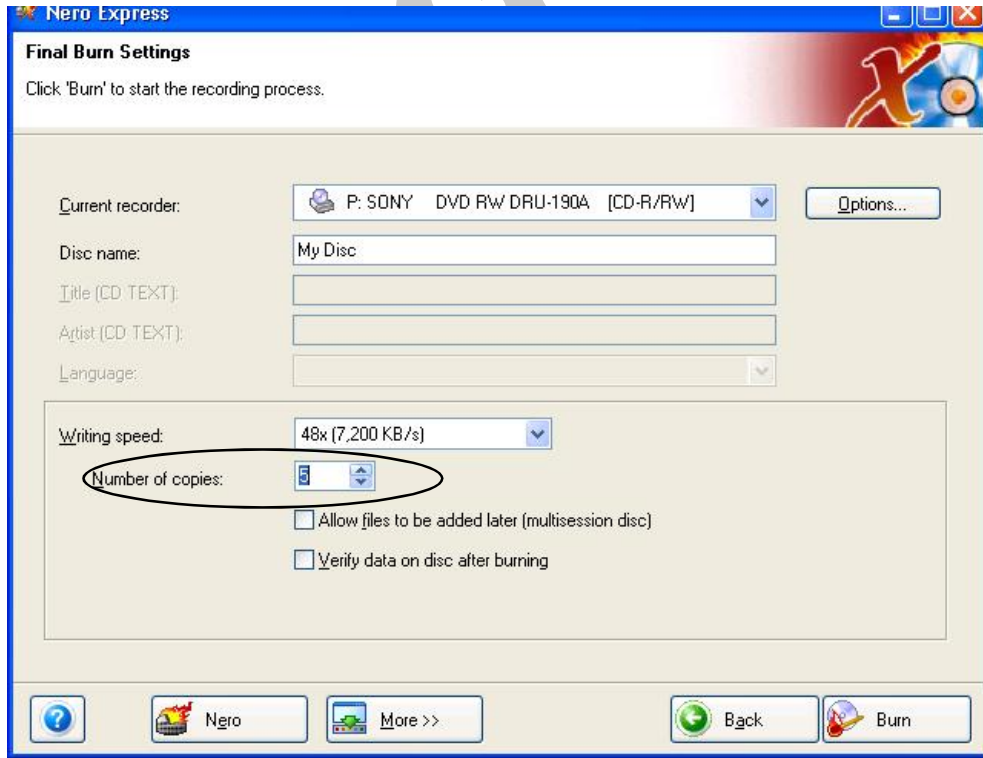 Nero Express
Final Burn Settings
Click 'Burn' to start the recording process.
Current recorder: P: SONY DVD RW DRU-190A [CD-R/RW] Options...
Disc name: My Disc
Title (CD TEXT):
Artist (CD TEXT):
Language:
Writing speed: 48x (7,200 KB/s)
Number of copies: 5
Allow files to be added later (multisession disc)
Verify data on disc after burning
? Nero More >> Back Burn